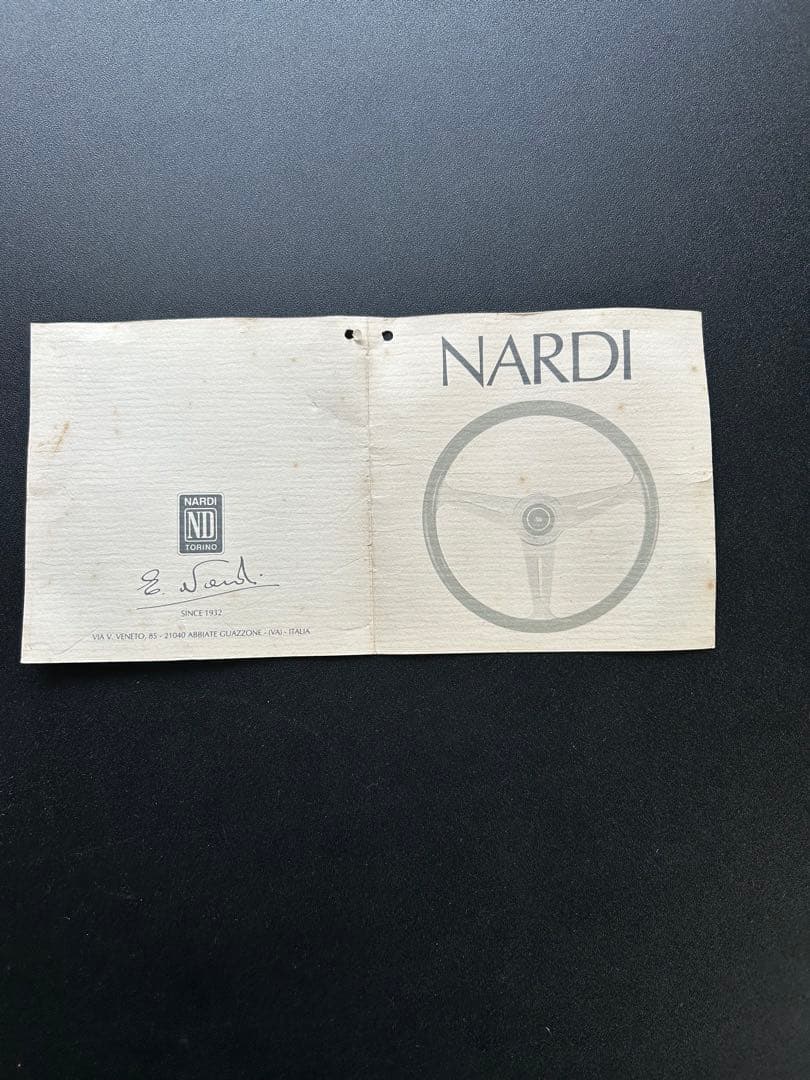 NARDI
ND
TORINO
E. Nardi
SINCE 1932
VIA V. VENETO, 85 - 21040 ABBIATE GUAZZONE - (VA) - ITALIA
NARDI